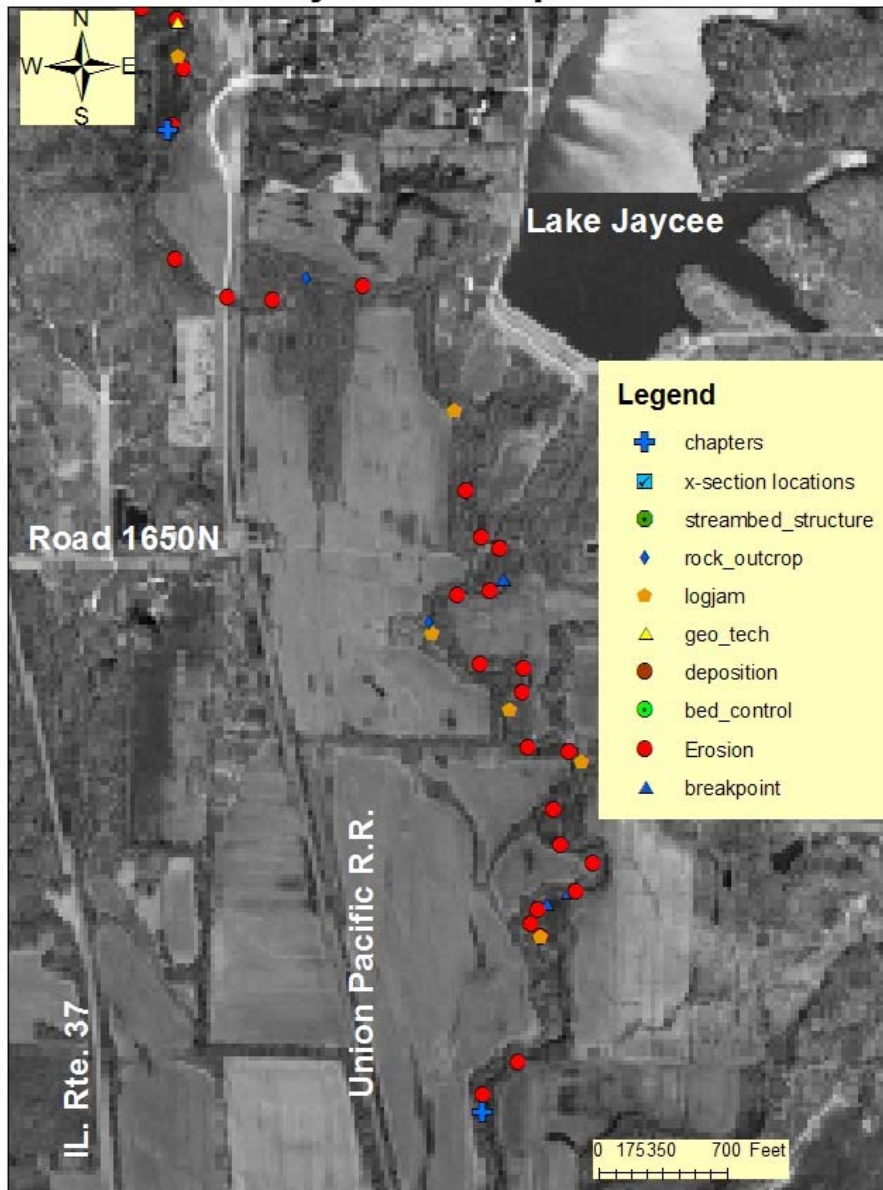 N
W E
S
Lake Jaycee
Legend
chapters
x-section locations
streambed_structure
rock_outcrop
logjam
geo_tech
deposition
bed_control
Erosion
breakpoint
Road 1650N
Union Pacific R.R.
IL. Rte. 37
0 175350 700 Feet